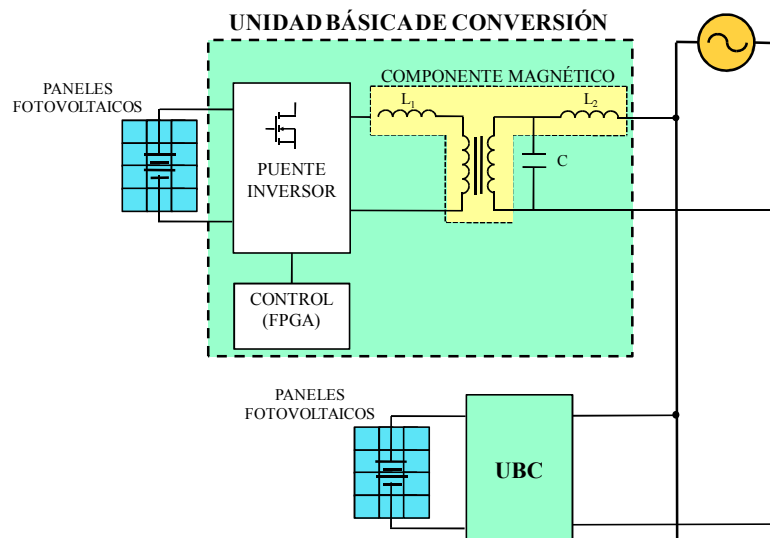 UNIDAD BÁSICA DE CONVERSIÓN
PANELES
FOTOVOLTAICOS
COMPONENTE MAGNÉTICO
L1
L2
PUENTE
INVERSOR
C
CONTROL
(FPGA)
PANELES
FOTOVOLTAICOS
UBC